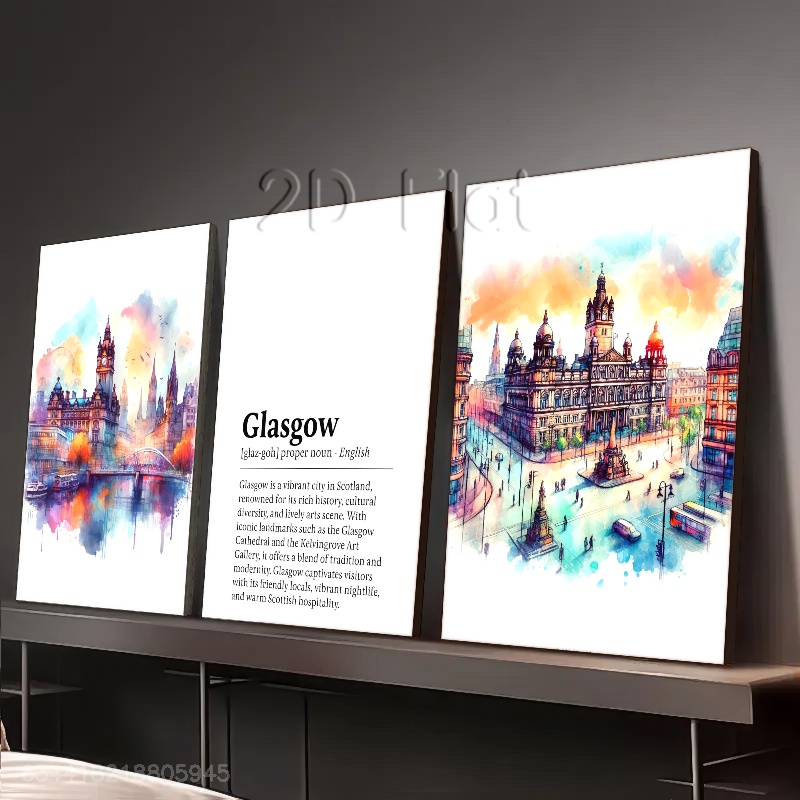 2D Flat
Glasgow
[glaz-goh] proper noun - English
Glasgow is a vibrant city in Scotland,
renowned for its rich history, cultural
diversity, and lively arts scene. With
iconic landmarks such as the Glasgow
Cathedral and the Kelvingrove Art
Gallery, it offers a blend of tradition and
modernity. Glasgow captivates visitors
with its friendly locals, vibrant nightlife,
and warm Scottish hospitality.